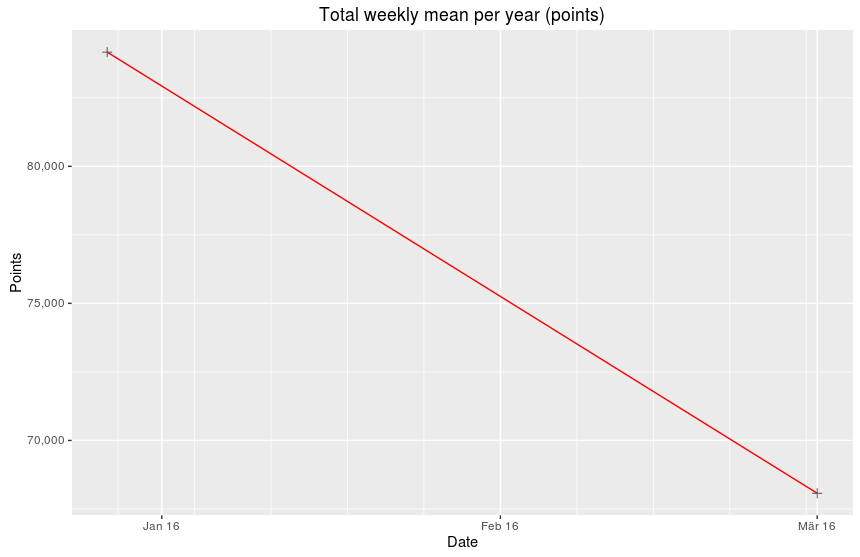 Total weekly mean per year (points)
Points
80,000
75,000
70,000
Jan 16
Feb 16
Mär 16
Date